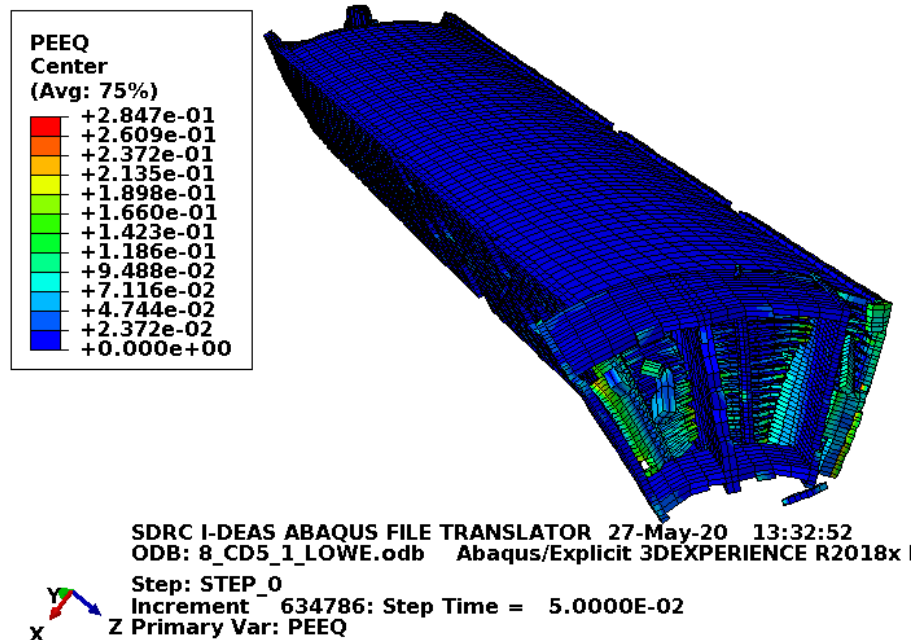 PEEQ
Center
(Avg: 75%)
+2.847e-01
+2.609e-01
+2.372e-01
+2.135e-01
+1.898e-01
+1.660e-01
+1.423e-01
+1.186e-01
+9.488e-02
+7.116e-02
+4.744e-02
+2.372e-02
+0.000e+00
SDRC I-DEAS ABAQUS FILE TRANSLATOR 27-May-20 13:32:52
ODB: 8_CD5_1_LOWE.odb Abaqus/Explicit 3DEXPERIENCE R2018x
Step: STEP_0
Increment 634786: Step Time = 5.0000E-02
Primary Var: PEEQ
Y
X
Z